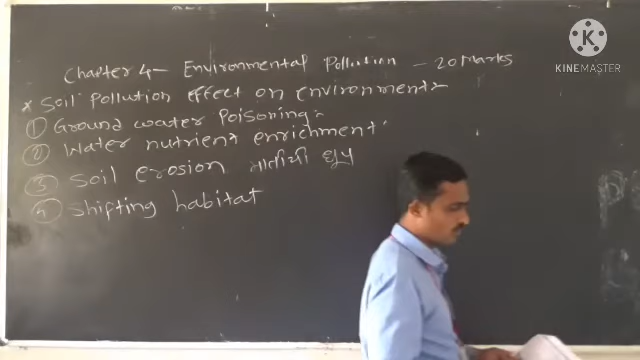 KINEMASTER
Chapter 4 - Environmental Pollution - 20 Marks
* Soil Pollution effect on environment :-
① Ground water Poisoning :-
② Water nutrient enrichment :
③ Soil erosion मातीची धूप
④ Shifting habitat